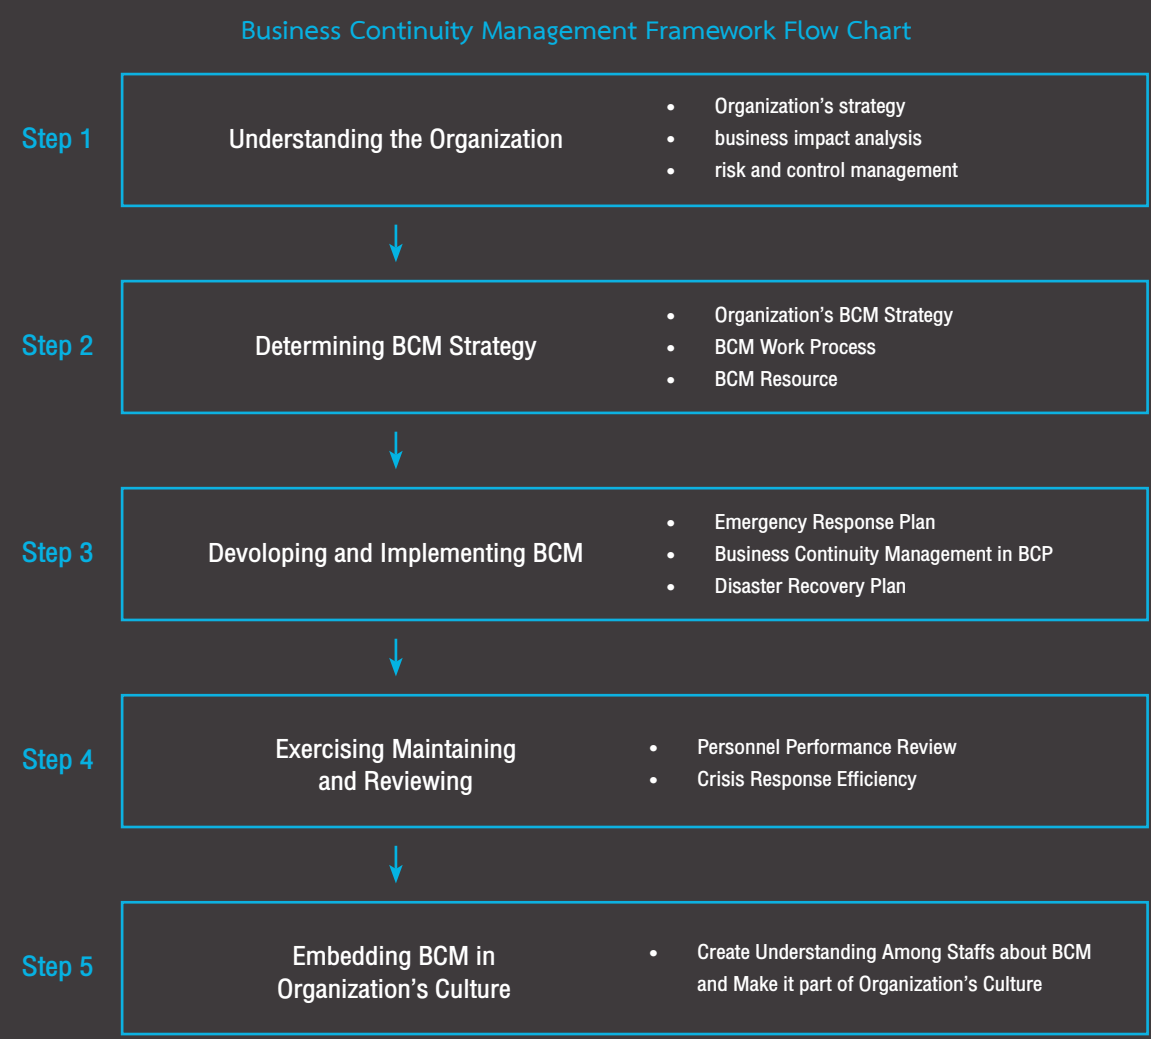 Business Continuity Management Framework Flow Chart
Step 1
Understanding the Organization
• Organization's strategy
• business impact analysis
• risk and control management
Step 2
Determining BCM Strategy
• Organization's BCM Strategy
• BCM Work Process
• BCM Resource
Step 3
Devoloping and Implementing BCM
• Emergency Response Plan
• Business Continuity Management in BCP
• Disaster Recovery Plan
Step 4
Exercising Maintaining
and Reviewing
• Personnel Performance Review
• Crisis Response Efficiency
Step 5
Embedding BCM in
Organization's Culture
• Create Understanding Among Staffs about BCM
and Make it part of Organization's Culture